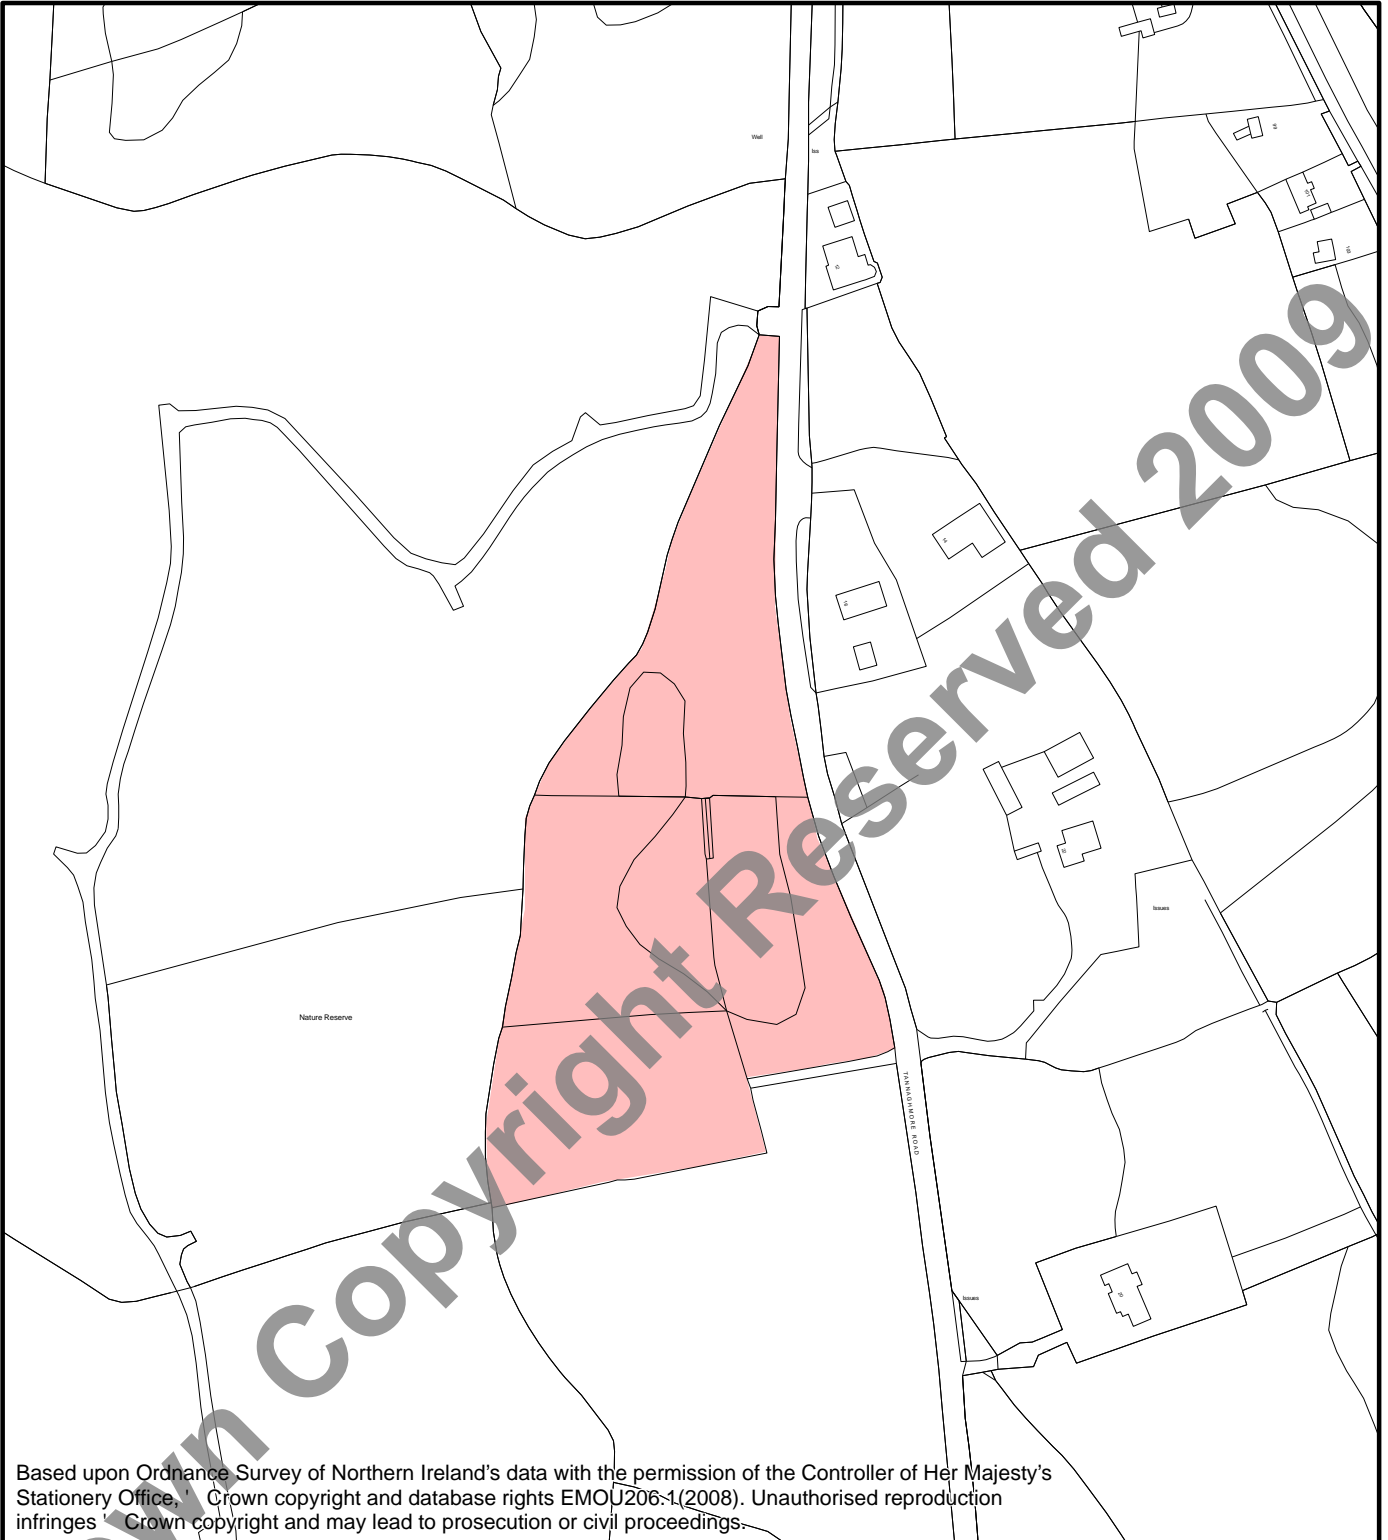 Well
Iss
Nature Reserve
Issues
TANNAGHMORE ROAD
Issues
Crown Copyright Reserved 2009
Based upon Ordnance Survey of Northern Ireland's data with the permission of the Controller of Her Majesty's
Stationery Office, ' Crown copyright and database rights EMOU206.1(2008). Unauthorised reproduction
infringes ' Crown copyright and may lead to prosecution or civil proceedings.